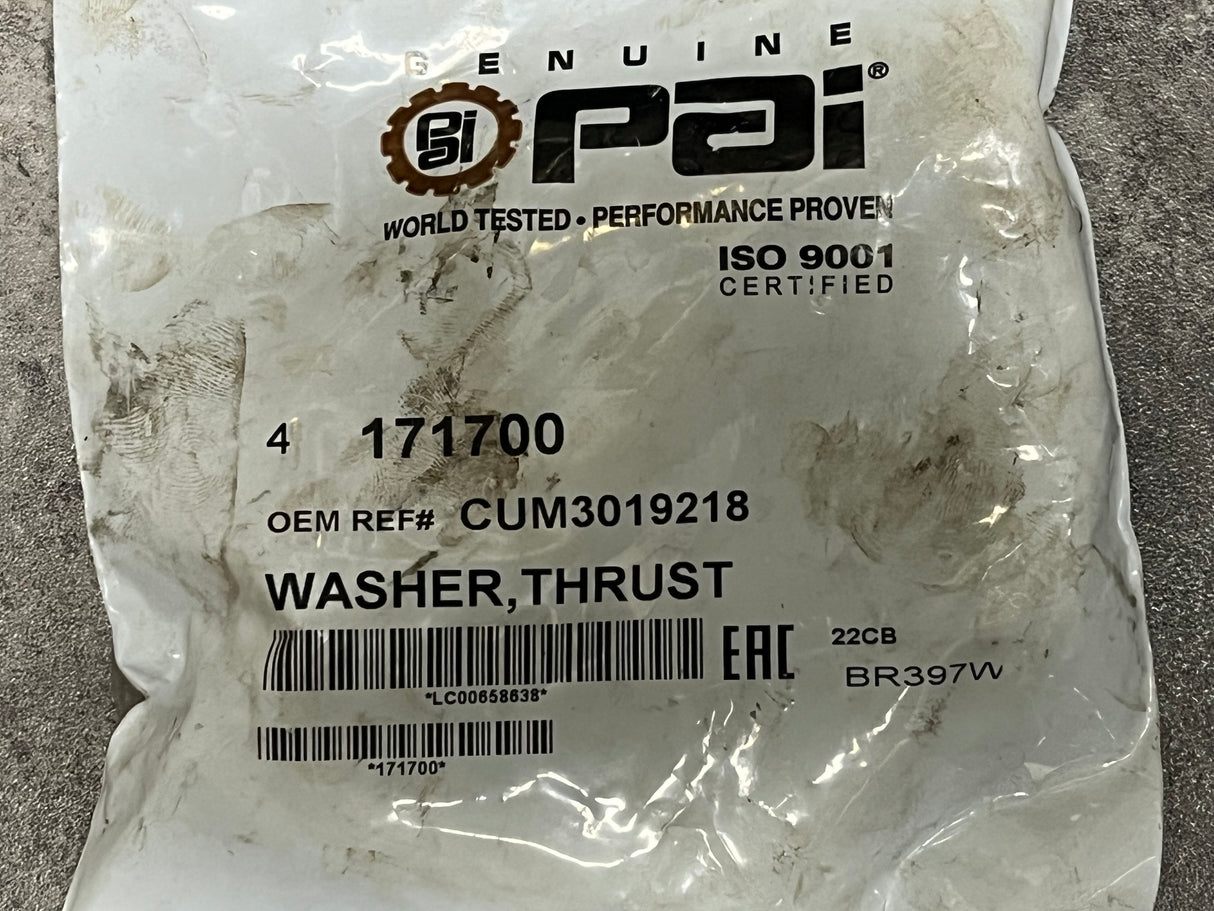 GENUINE
pai pai®
WORLD TESTED • PERFORMANCE PROVEN
ISO 9001
CERTIFIED
4 171700
OEM REF# CUM3019218
WASHER,THRUST
EAC 22CB
BR397W
*LC00658638*
*171700*